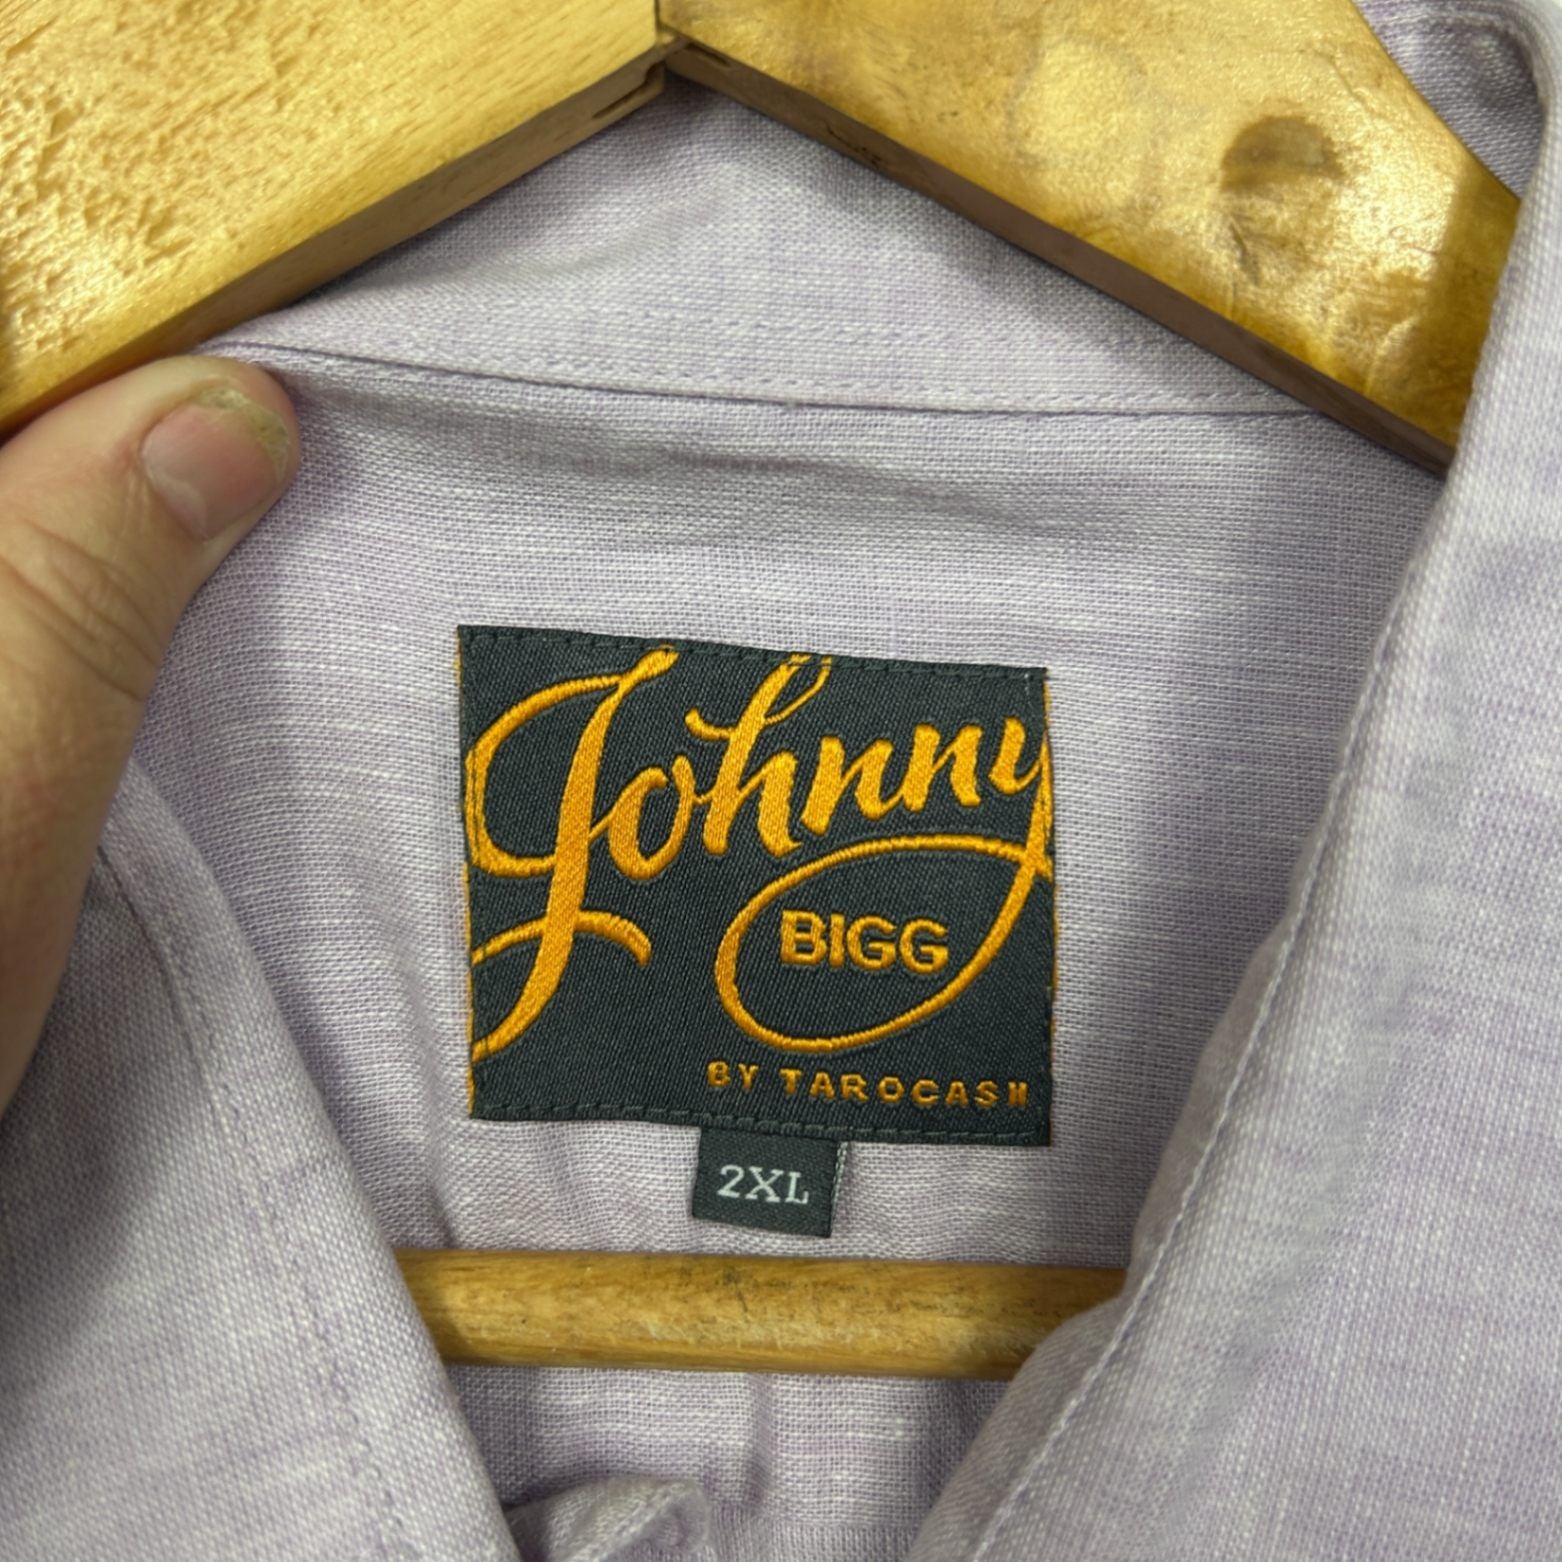 Johnny
BIGG
BY TAROCASH
2XL